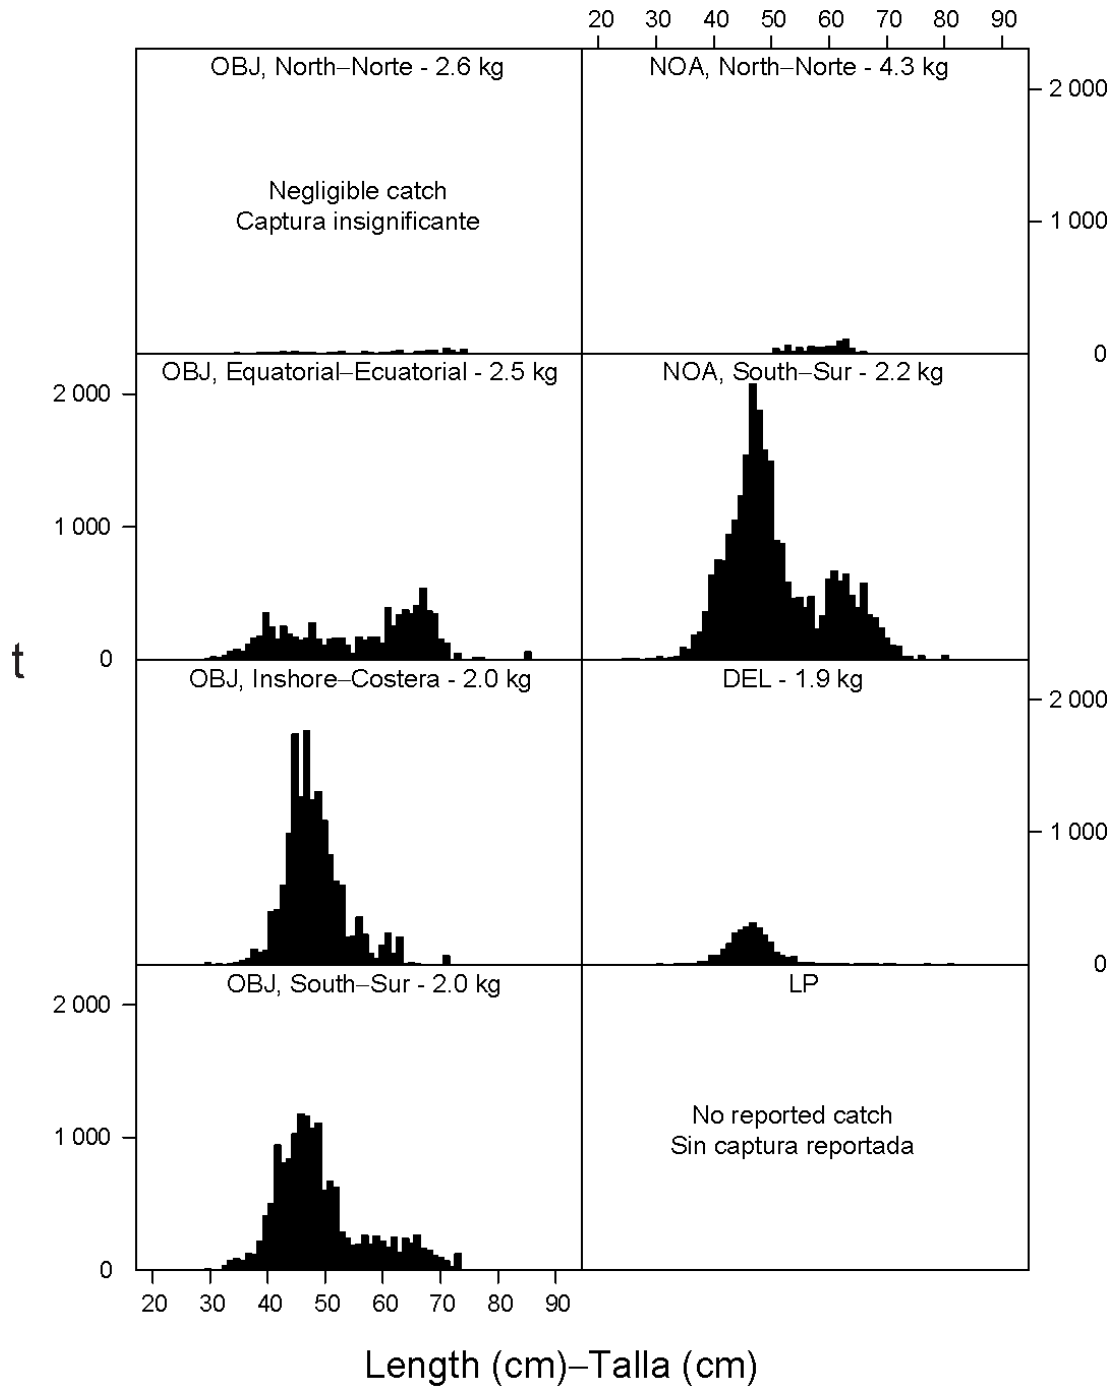 20 30 40 50 60 70 80 90
OBJ, North–Norte - 2.6 kg
Negligible catch
Captura insignificante
NOA, North–Norte - 4.3 kg
2 000
1 000
0
OBJ, Equatorial–Ecuatorial - 2.5 kg
2 000
1 000
0
NOA, South–Sur - 2.2 kg
t
OBJ, Inshore–Costera - 2.0 kg
DEL - 1.9 kg
2 000
1 000
0
OBJ, South–Sur - 2.0 kg
2 000
1 000
0
LP
No reported catch
Sin captura reportada
20 30 40 50 60 70 80 90
Length (cm)–Talla (cm)